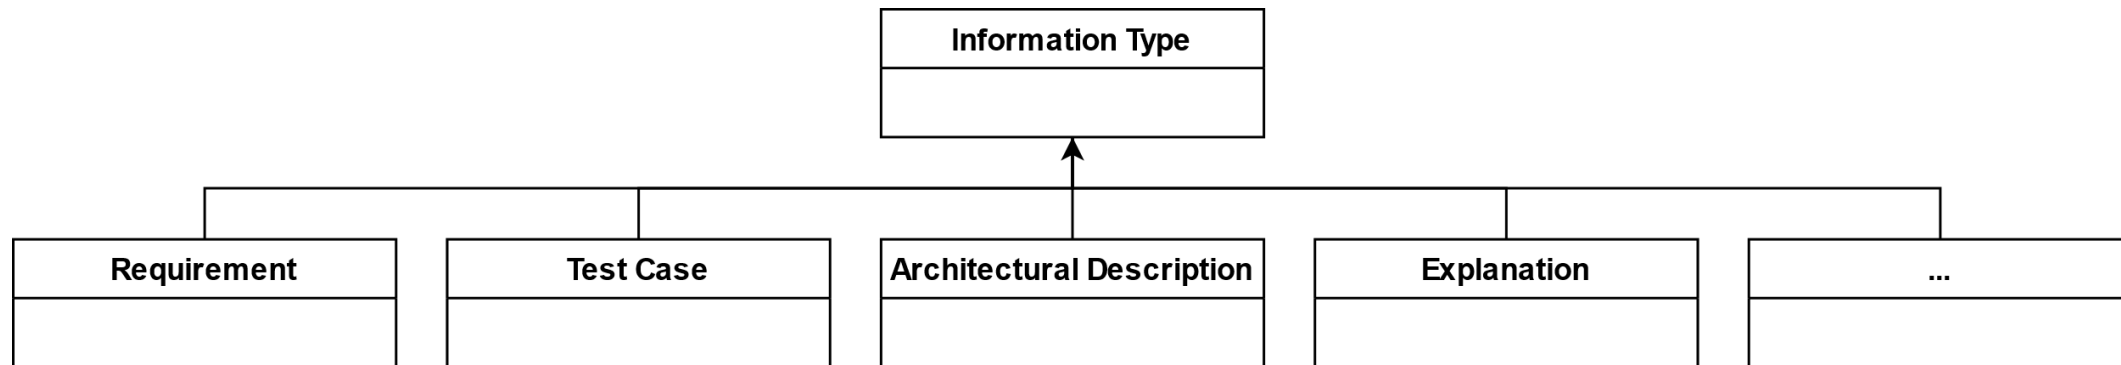 Information Type
Requirement
Test Case
Architectural Description
Explanation
...